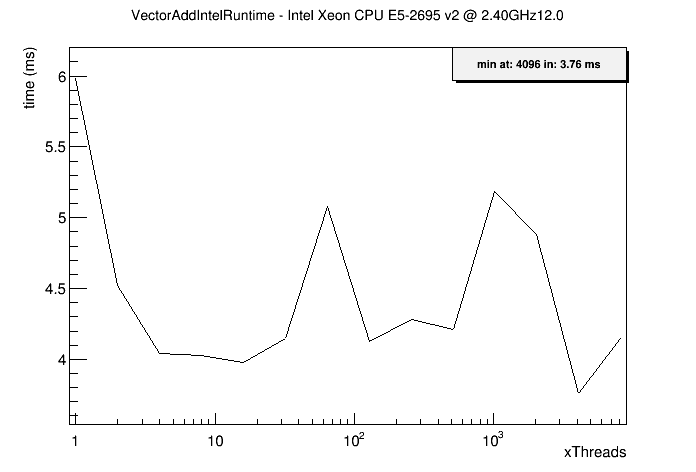 VectorAddIntelRuntime - Intel Xeon CPU E5-2695 v2 @ 2.40GHz12.0
time (ms)
min at: 4096 in: 3.76 ms
6
5.5
5
4.5
4
1 10 10² 10³
xThreads